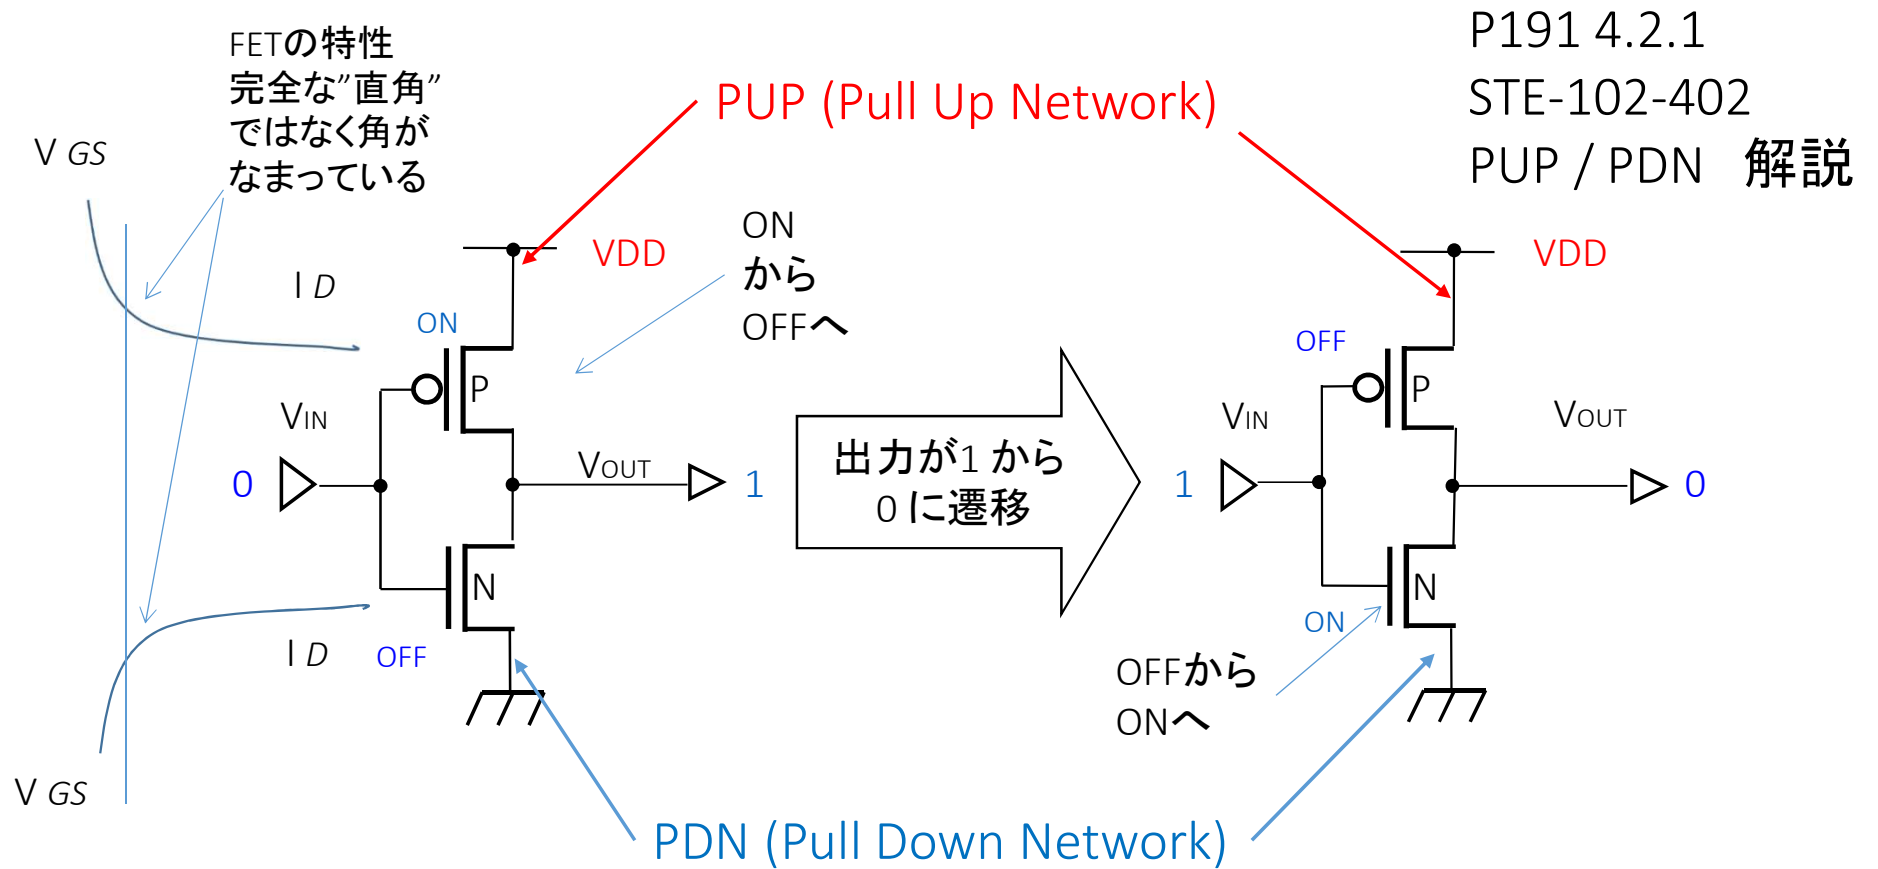 P191 4.2.1
STE-102-402
PUP / PDN　解説
FETの特性
完全な”直角”
ではなく角が
なまっている
PUP (Pull Up Network)
V GS
I D
VDD
ON
から
OFFへ
ON
P
VIN
0
VOUT
1
N
OFF
I D
V GS
出力が1 から
0 に遷移
VDD
OFF
P
VIN
1
VOUT
0
N
ON
OFFから
ONへ
PDN (Pull Down Network)